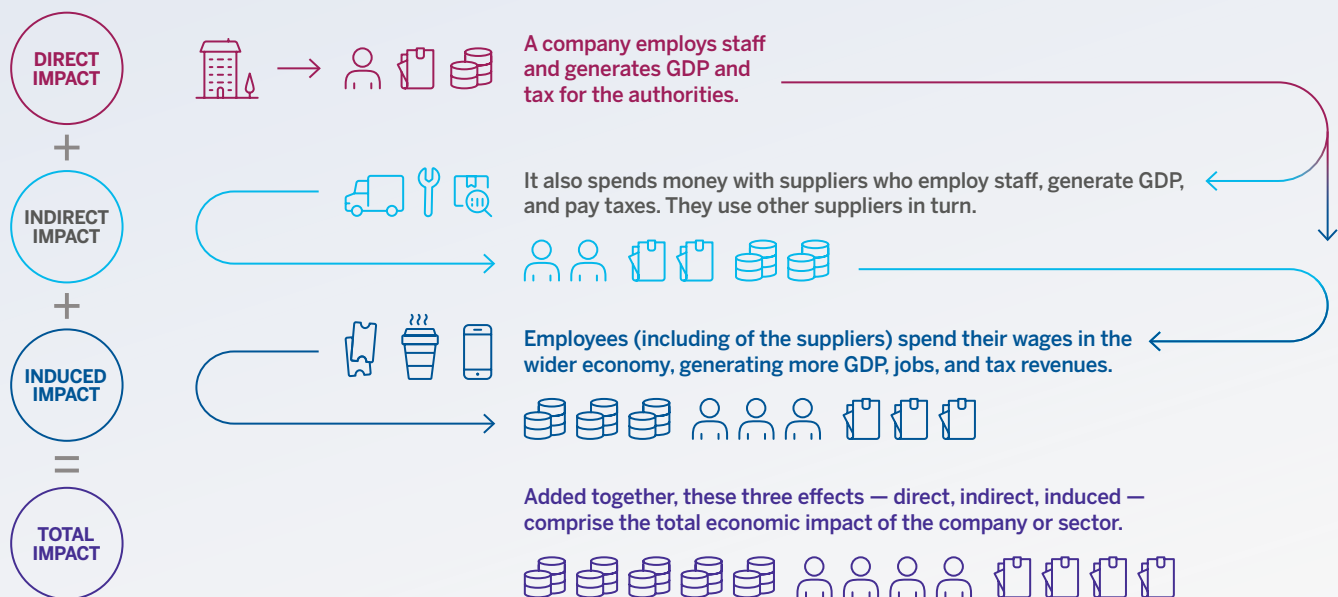 DIRECT
IMPACT
A company employs staff
and generates GDP and
tax for the authorities.
+
INDIRECT
IMPACT
It also spends money with suppliers who employ staff, generate GDP,
and pay taxes. They use other suppliers in turn.
+
INDUCED
IMPACT
Employees (including of the suppliers) spend their wages in the
wider economy, generating more GDP, jobs, and tax revenues.
=
TOTAL
IMPACT
Added together, these three effects — direct, indirect, induced —
comprise the total economic impact of the company or sector.